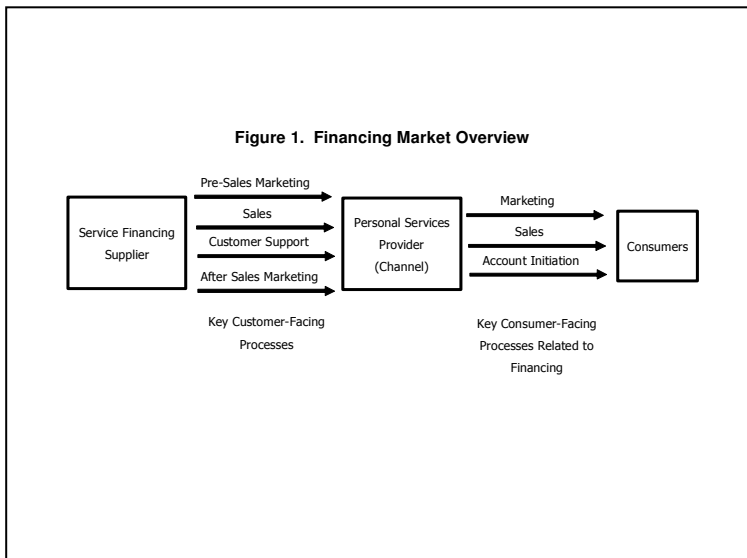 Figure 1.  Financing Market Overview
Pre-Sales Marketing
Sales
Customer Support
After Sales Marketing
Service Financing
Supplier
Personal Services
Provider
(Channel)
Marketing
Sales
Account Initiation
Consumers
Key Customer-Facing
Processes
Key Consumer-Facing
Processes Related to
Financing